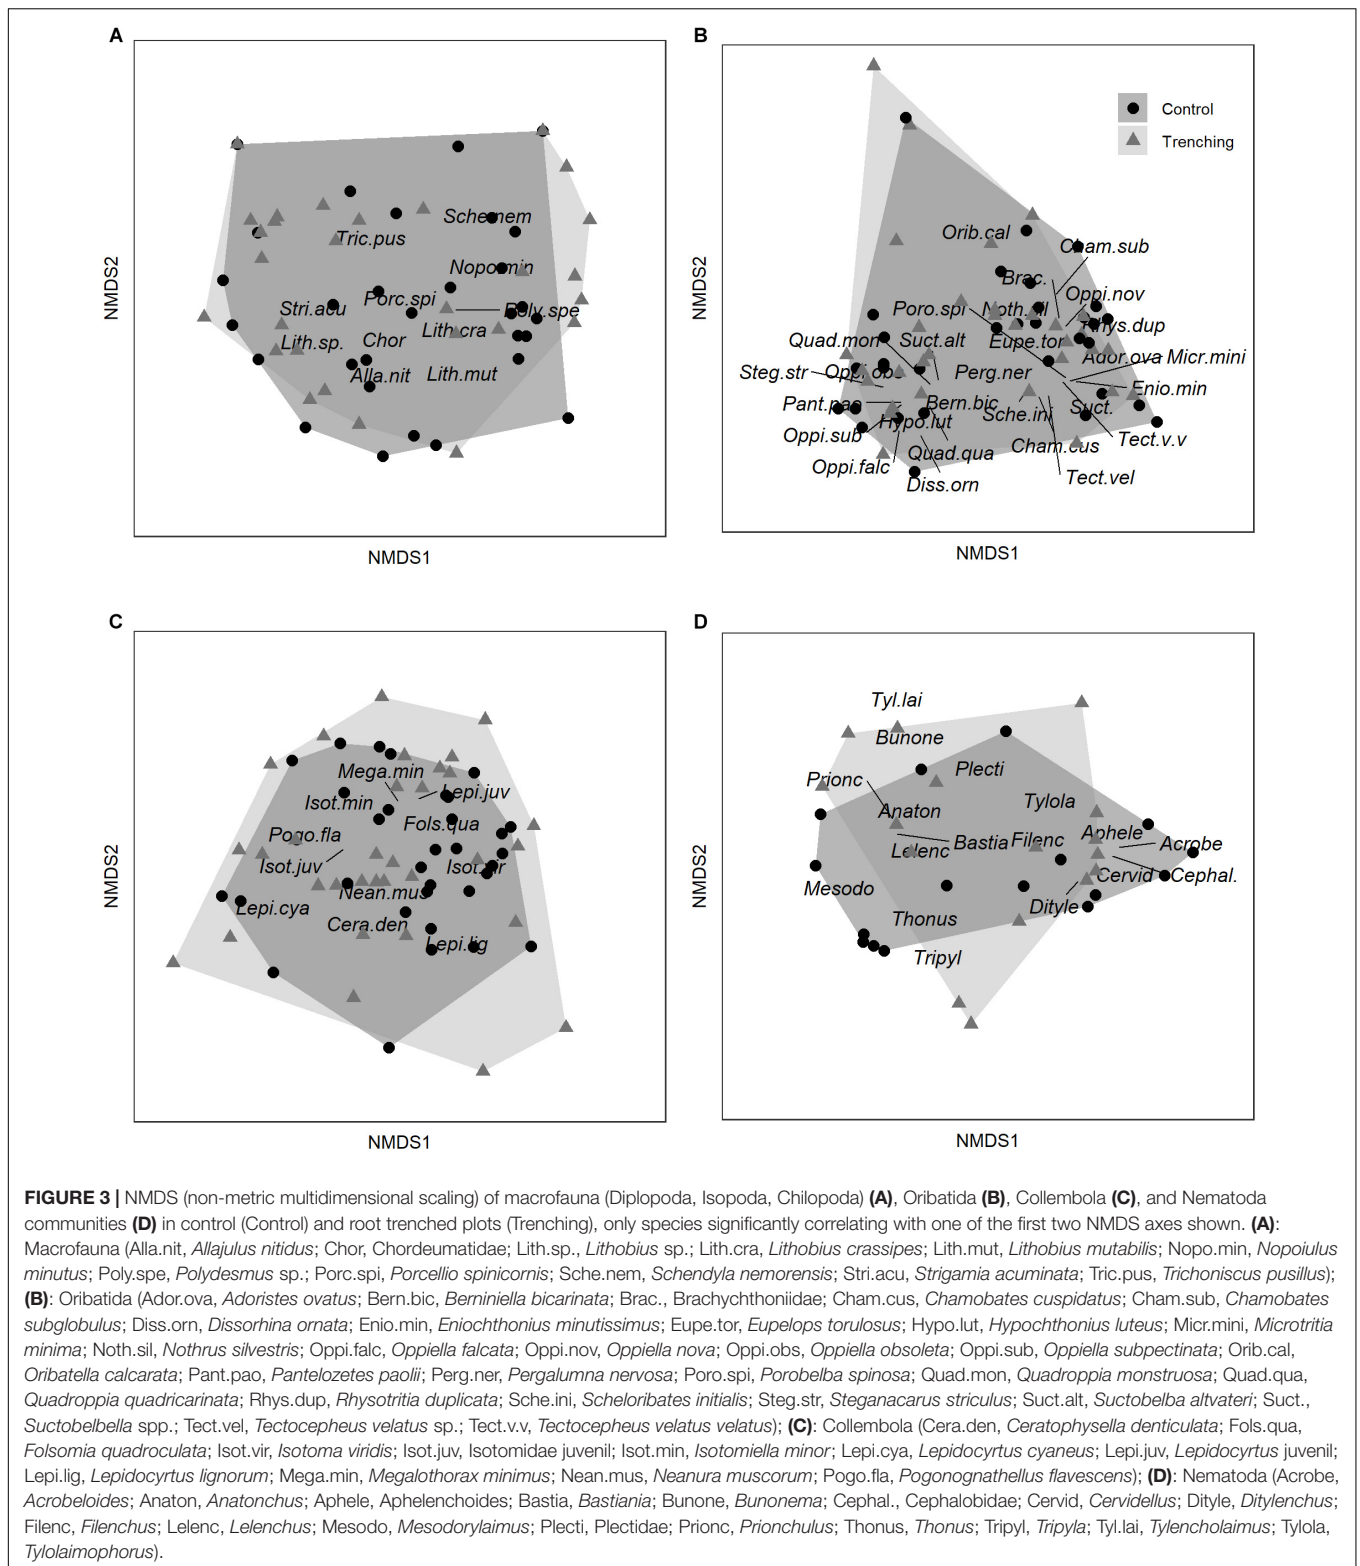 A
B
Control
Trenching
Sche.nem
Tric.pus
Nopo.min
Porc.spi
Stri.acu
Poly.spe
Lith.cra
Lith.sp.
Chor
Alla.nit
Lith.mut
NMDS2
NMDS1
Orib.cal
Cham.sub
Brac.
Oppi.nov
Poro.spi
Noth.sil
Rhys.dup
Quad.mon
Suct.alt
Eupe.tor
Ador.ova
Micr.mini
Steg.str
Oppi.obs
Perg.ner
Enio.min
Pant.pao
Bern.bic
Sche.ini
Suct.
Hypo.lut
Oppi.sub
Tect.v.v
Cham.cus
Quad.qua
Oppi.falc
Tect.vel
Diss.orn
NMDS2
NMDS1
C
D
Mega.min
Lepi.juv
Isot.min
Fols.qua
Pogo.fla
Isot.juv
Isot.vir
Nean.mus
Lepi.cya
Cera.den
Lepi.lig
NMDS2
NMDS1
Tyl.lai
Bunone
Plecti
Prionc
Tylola
Anaton
Aphele
Bastia
Filenc
Acrobe
Lelenc
Cervid
Cephal.
Mesodo
Dityle
Thonus
Tripyl
NMDS2
NMDS1
FIGURE 3 | NMDS (non-metric multidimensional scaling) of macrofauna (Diplopoda, Isopoda, Chilopoda) (A), Oribatida (B), Collembola (C), and Nematoda
communities (D) in control (Control) and root trenched plots (Trenching), only species significantly correlating with one of the first two NMDS axes shown. (A):
Macrofauna (Alla.nit, Allajulus nitidus; Chor, Chordeumatidae; Lith.sp., Lithobius sp.; Lith.cra, Lithobius crassipes; Lith.mut, Lithobius mutabilis; Nopo.min, Nopoiulus
minutus; Poly.spe, Polydesmus sp.; Porc.spi, Porcellio spinicornis; Sche.nem, Schendyla nemorensis; Stri.acu, Strigamia acuminata; Tric.pus, Trichoniscus pusillus);
(B): Oribatida (Ador.ova, Adoristes ovatus; Bern.bic, Berniniella bicarinata; Brac., Brachychthoniidae; Cham.cus, Chamobates cuspidatus; Cham.sub, Chamobates
subglobulus; Diss.orn, Dissorhina ornata; Enio.min, Eniochthonius minutissimus; Eupe.tor, Eupelops torulosus; Hypo.lut, Hypochthonius luteus; Micr.mini, Microtritia
minima; Noth.sil, Nothrus silvestris; Oppi.falc, Oppiella falcata; Oppi.nov, Oppiella nova; Oppi.obs, Oppiella obsoleta; Oppi.sub, Oppiella subpectinata; Orib.cal,
Oribatella calcarata; Pant.pao, Pantelozetes paolii; Perg.ner, Pergalumna nervosa; Poro.spi, Porobelba spinosa; Quad.mon, Quadroppia monstruosa; Quad.qua,
Quadroppia quadricarinata; Rhys.dup, Rhysotritia duplicata; Sche.ini, Scheloribates initialis; Steg.str, Steganacarus striculus; Suct.alt, Suctobelba altvateri; Suct.,
Suctobelbella spp.; Tect.vel, Tectocepheus velatus sp.; Tect.v.v, Tectocepheus velatus velatus); (C): Collembola (Cera.den, Ceratophysella denticulata; Fols.qua,
Folsomia quadroculata; Isot.vir, Isotoma viridis; Isot.juv, Isotomidae juvenil; Isot.min, Isotomiella minor; Lepi.cya, Lepidocyrtus cyaneus; Lepi.juv, Lepidocyrtus juvenil;
Lepi.lig, Lepidocyrtus lignorum; Mega.min, Megalothorax minimus; Nean.mus, Neanura muscorum; Pogo.fla, Pogonognathellus flavescens); (D): Nematoda (Acrobe,
Acrobeloides; Anaton, Anatonchus; Aphele, Aphelenchoides; Bastia, Bastiania; Bunone, Bunonema; Cephal., Cephalobidae; Cervid, Cervidellus; Dityle, Ditylenchus;
Filenc, Filenchus; Lelenc, Lelenchus; Mesodo, Mesodorylaimus; Plecti, Plectidae; Prionc, Prionchulus; Thonus, Thonus; Tripyl, Tripyla; Tyl.lai, Tylencholaimus; Tylola,
Tylolaimophorus).